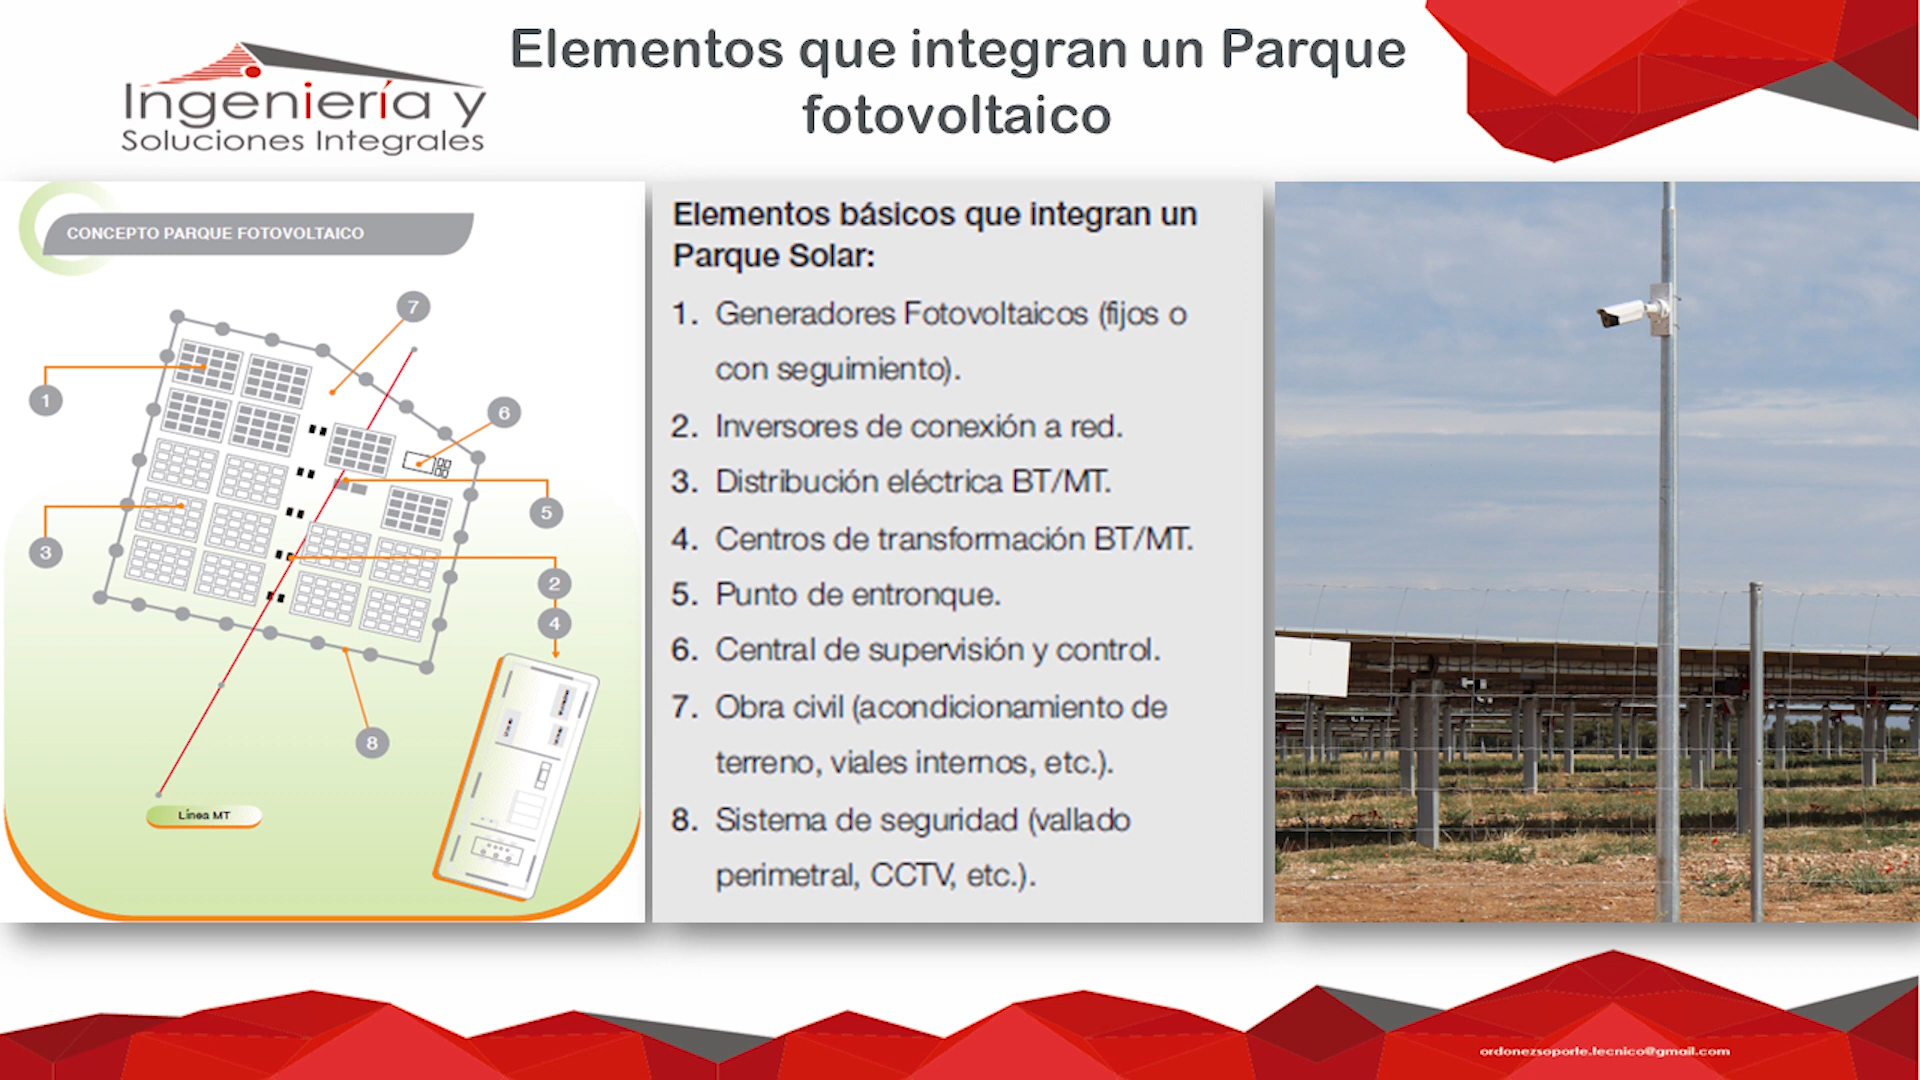 Elementos que integran un Parque
fotovoltaico
Ingeniería y
Soluciones Integrales
CONCEPTO PARQUE FOTOVOLTAICO
7
1
6
5
3
2
4
8
Línea MT
Elementos básicos que integran un
Parque Solar:
1. Generadores Fotovoltaicos (fijos o
con seguimiento).
2. Inversores de conexión a red.
3. Distribución eléctrica BT/MT.
4. Centros de transformación BT/MT.
5. Punto de entronque.
6. Central de supervisión y control.
7. Obra civil (acondicionamiento de
terreno, viales internos, etc.).
8. Sistema de seguridad (vallado
perimetral, CCTV, etc.).
ordonezsoporte.tecnico@gmail.com